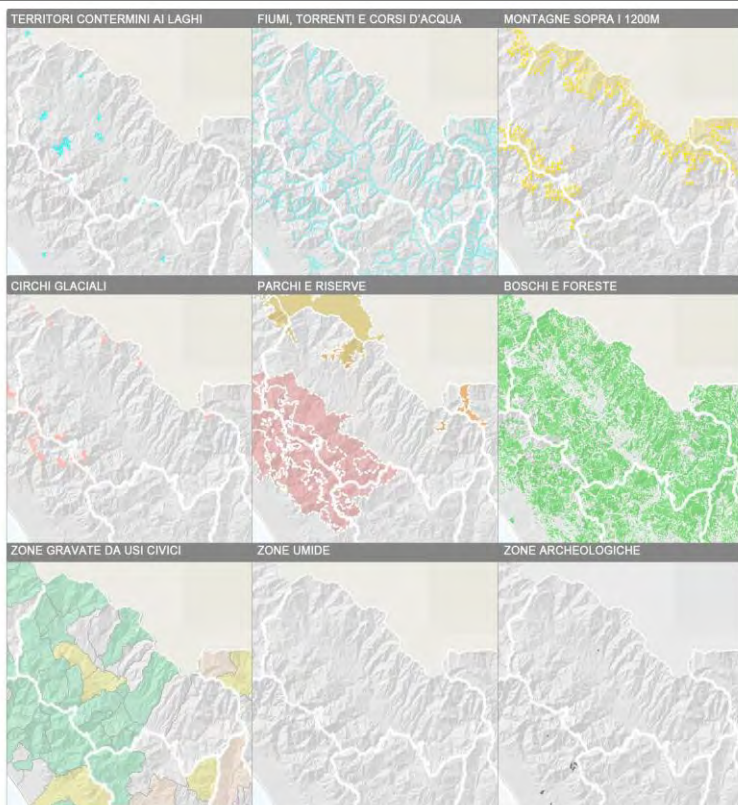 TERRITORI CONTERMINI AI LAGHI
FIUMI, TORRENTI E CORSI D'ACQUA
MONTAGNE SOPRA I 1200M
CIRCHI GLACIALI
PARCHI E RISERVE
BOSCHI E FORESTE
ZONE GRAVATE DA USI CIVICI
ZONE UMIDE
ZONE ARCHEOLOGICHE